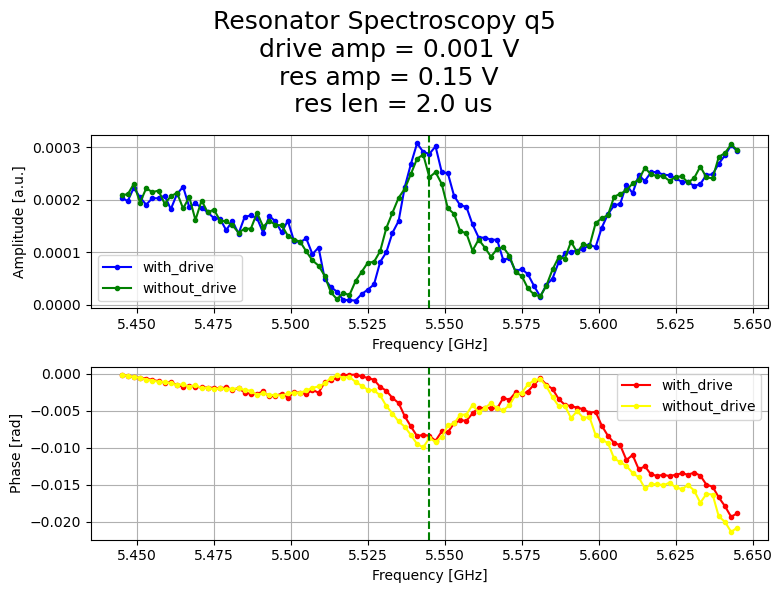 Resonator Spectroscopy q5
drive amp = 0.001 V
res amp = 0.15 V
res len = 2.0 us
Amplitude [a.u.]
0.0003
0.0002
0.0001
0.0000
with_drive
without_drive
5.450 5.475 5.500 5.525 5.550 5.575 5.600 5.625 5.650
Frequency [GHz]
Phase [rad]
0.000
−0.005
−0.010
−0.015
−0.020
with_drive
without_drive
5.450 5.475 5.500 5.525 5.550 5.575 5.600 5.625 5.650
Frequency [GHz]